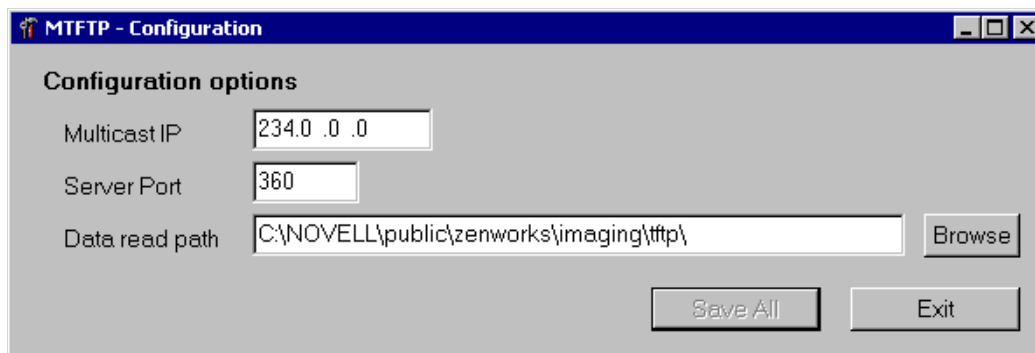 MTFTP - Configuration
Configuration options
Multicast IP 234.0 .0 .0
Server Port 360
Data read path C:\NOVELL\public\zenworks\imaging\tftp\ Browse
Save All Exit